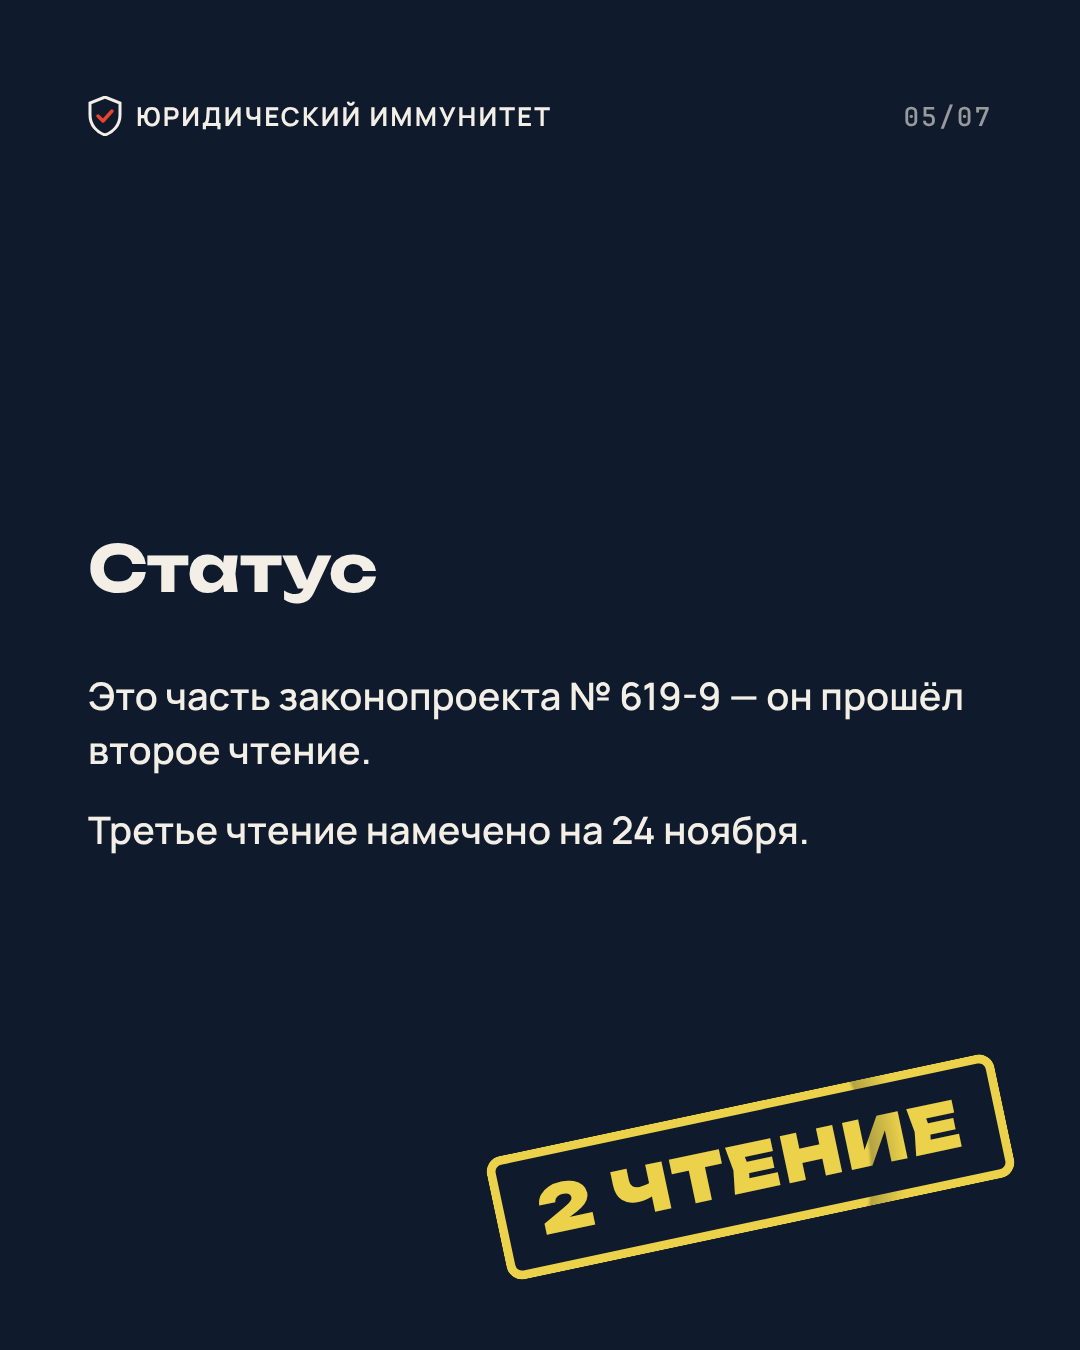 ЮРИДИЧЕСКИЙ ИММУНИТЕТ
05/07
Статус
Это часть законопроекта № 619-9 — он прошёл
второе чтение.
Третье чтение намечено на 24 ноября.
2 ЧТЕНИЕ